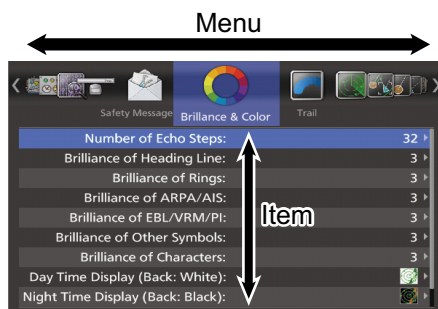 Menu
Safety Message
Brilliance & Color
Trail
Number of Echo Steps: 32
Brilliance of Heading Line: 3
Brilliance of Rings: 3
Brilliance of ARPA/AIS: 3
Brilliance of EBL/VRM/PI: 3
Brilliance of Other Symbols: 3
Brilliance of Characters: 3
Day Time Display (Back: White):
Night Time Display (Back: Black):
Item